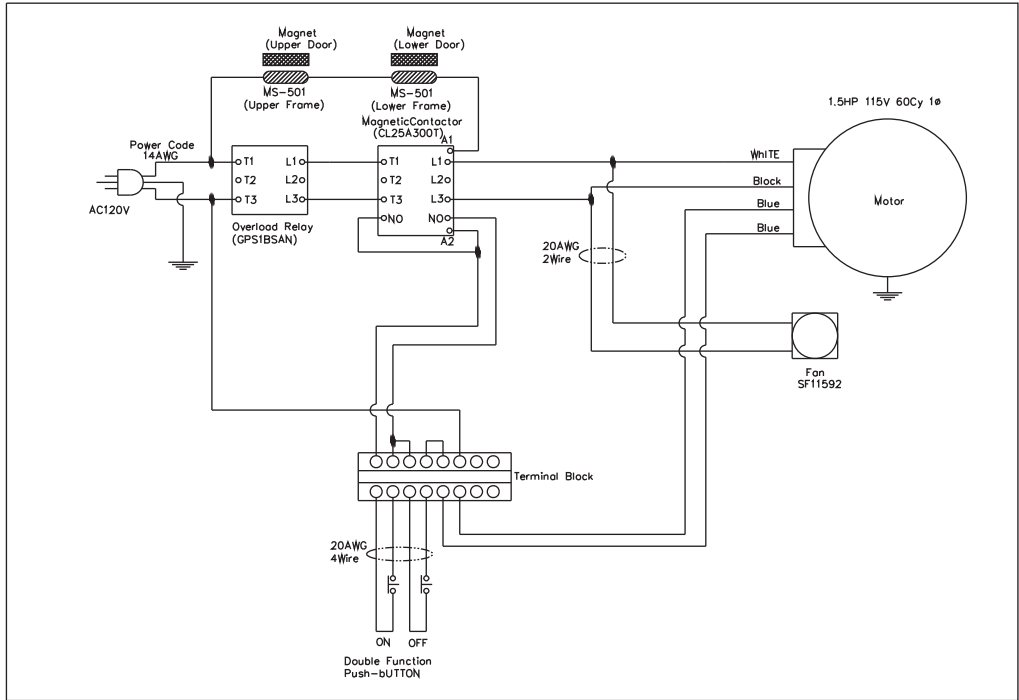 Magnet
(Upper Door)
Magnet
(Lower Door)
MS-501
(Upper Frame)
MS-501
(Lower Frame)
MagneticContactor
(CL25A300T)
A1
1.5HP 115V 60Cy 1ø
Power Code
14AWG
AC120V
T1
T2
T3
L1
L2
L3
Overload Relay
(GPS1BSAN)
T1
T2
T3
NO
L1
L2
L3
NO
A2
WhITE
Block
Blue
Blue
Motor
20AWG
2Wire
Fan
SF11592
Terminal Block
20AWG
4Wire
ON
OFF
Double Function
Push-bUTTON